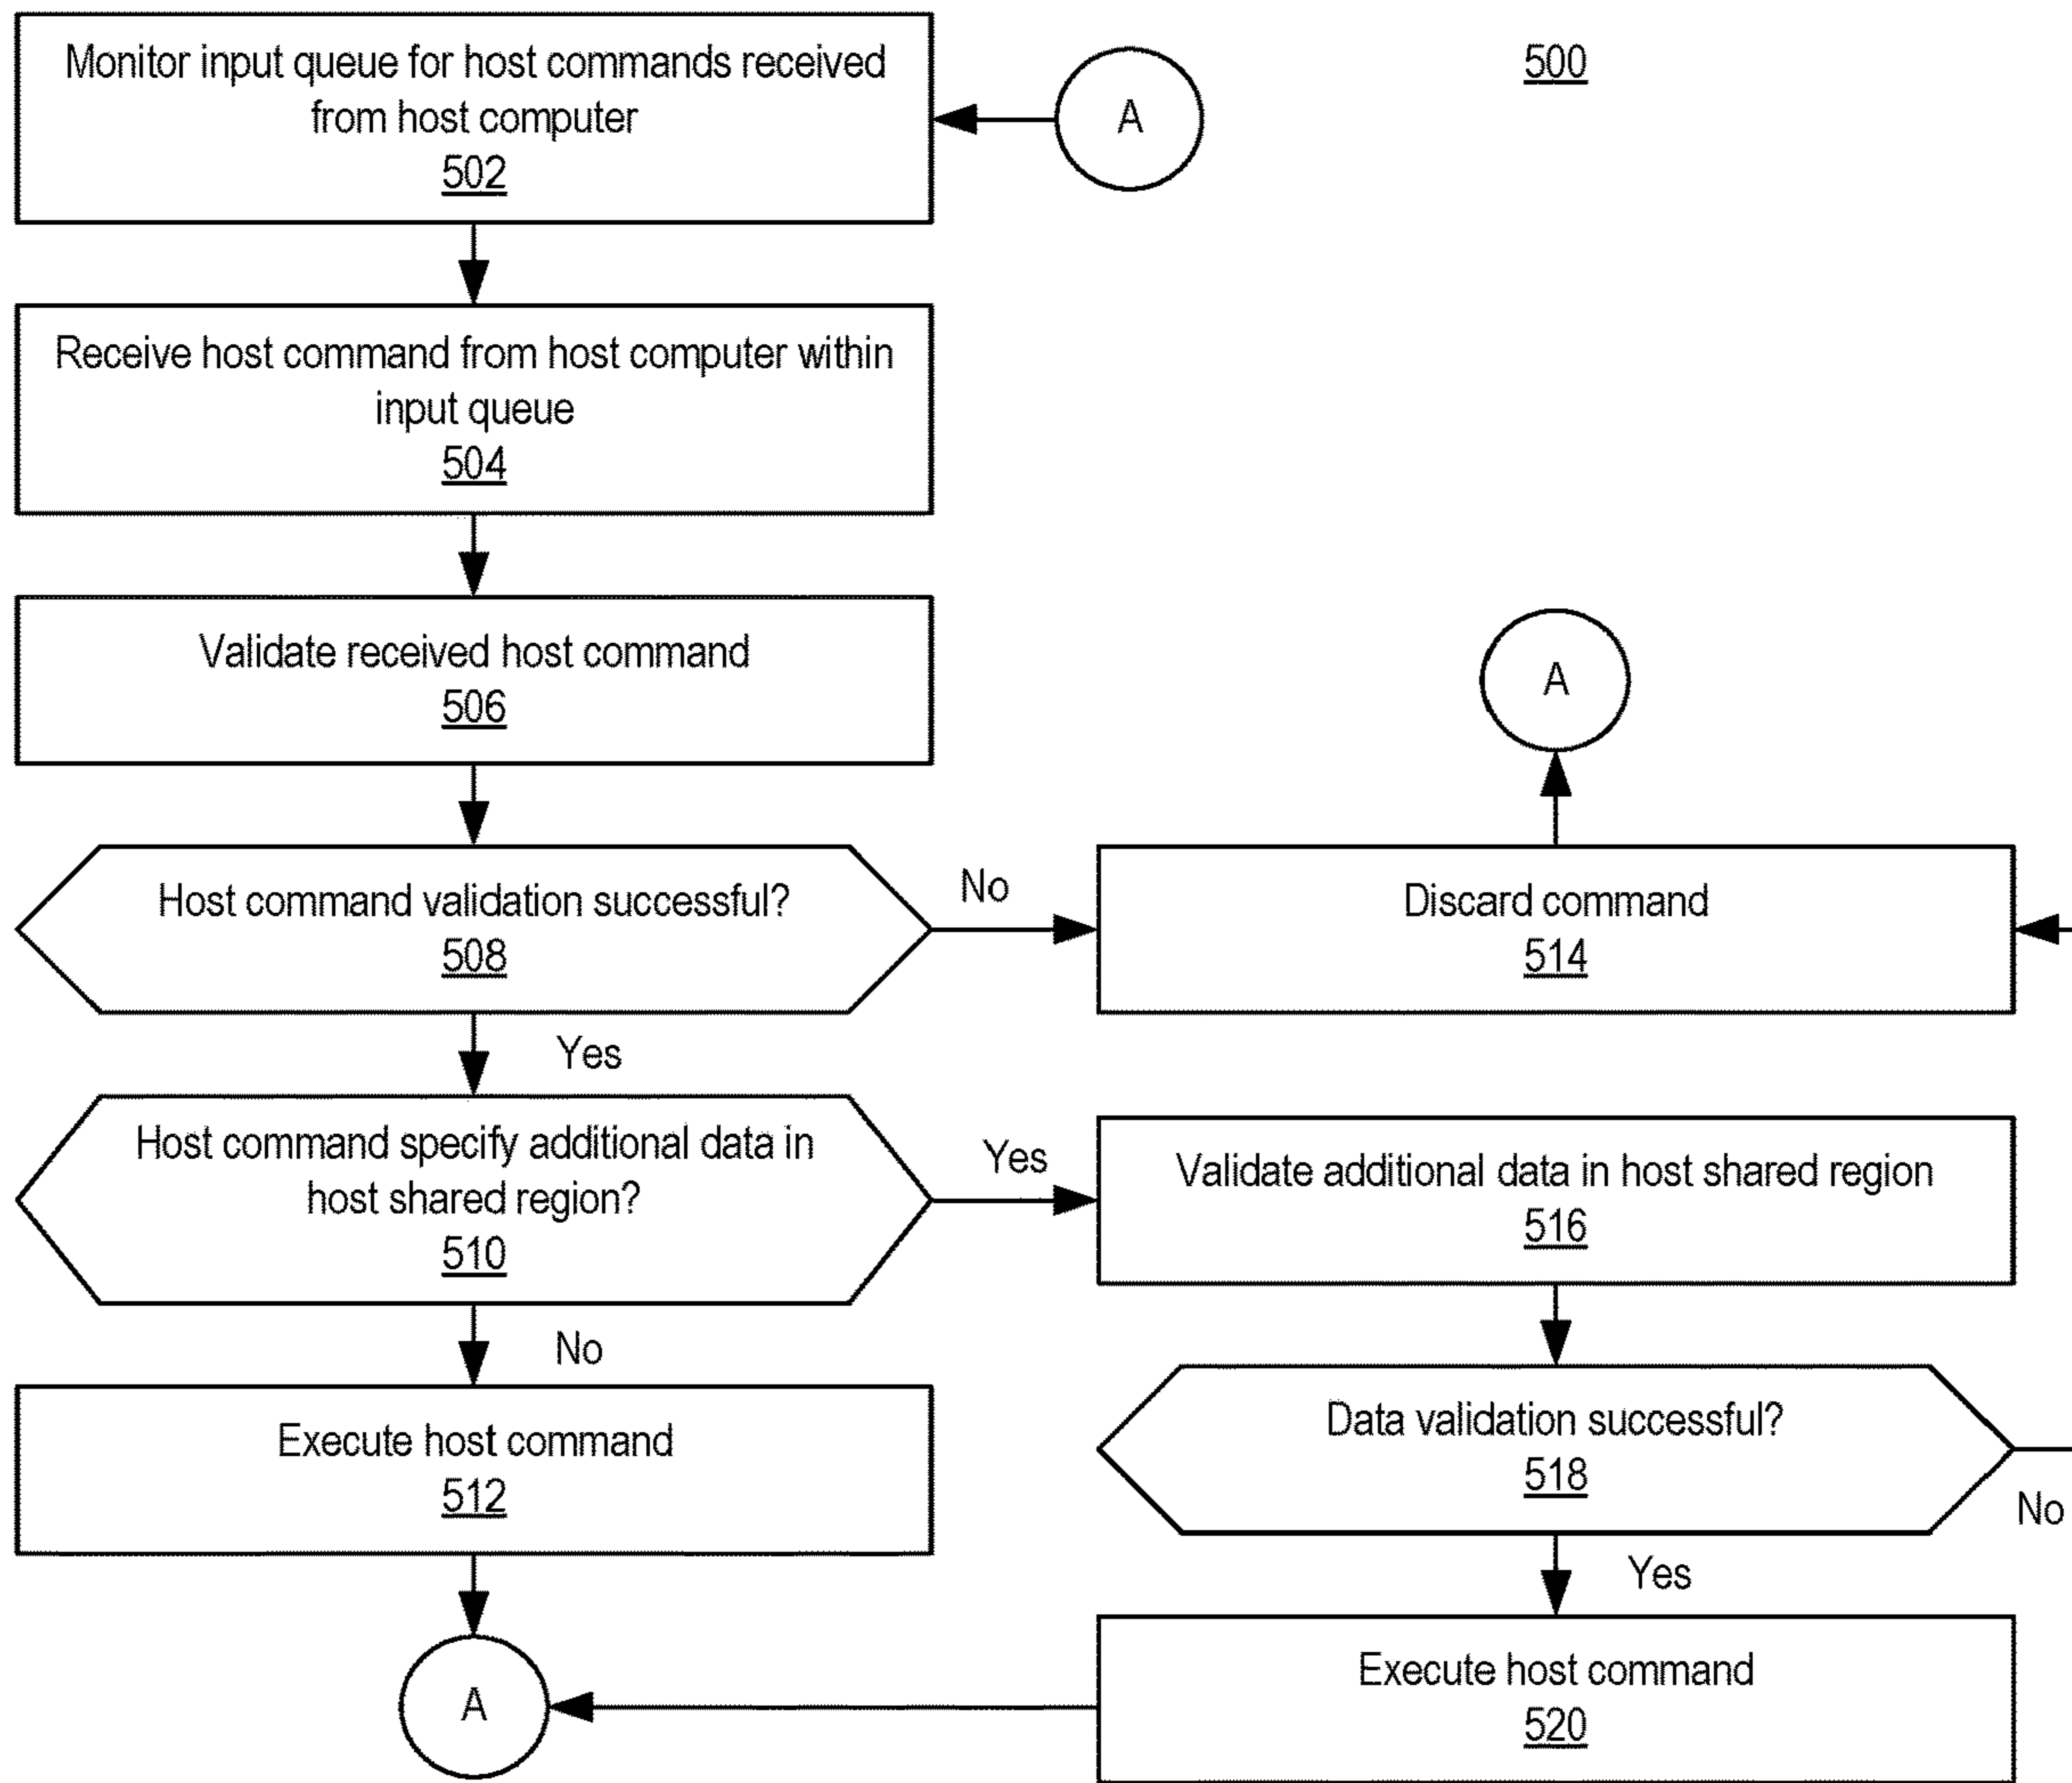 Monitor input queue for host commands received
from host computer
502
A
500
Receive host command from host computer within
input queue
504
Validate received host command
506
A
Host command validation successful?
508
No
Discard command
514
Yes
Host command specify additional data in
host shared region?
510
Yes
Validate additional data in host shared region
516
No
Execute host command
512
Data validation successful?
518
No
Yes
A
Execute host command
520